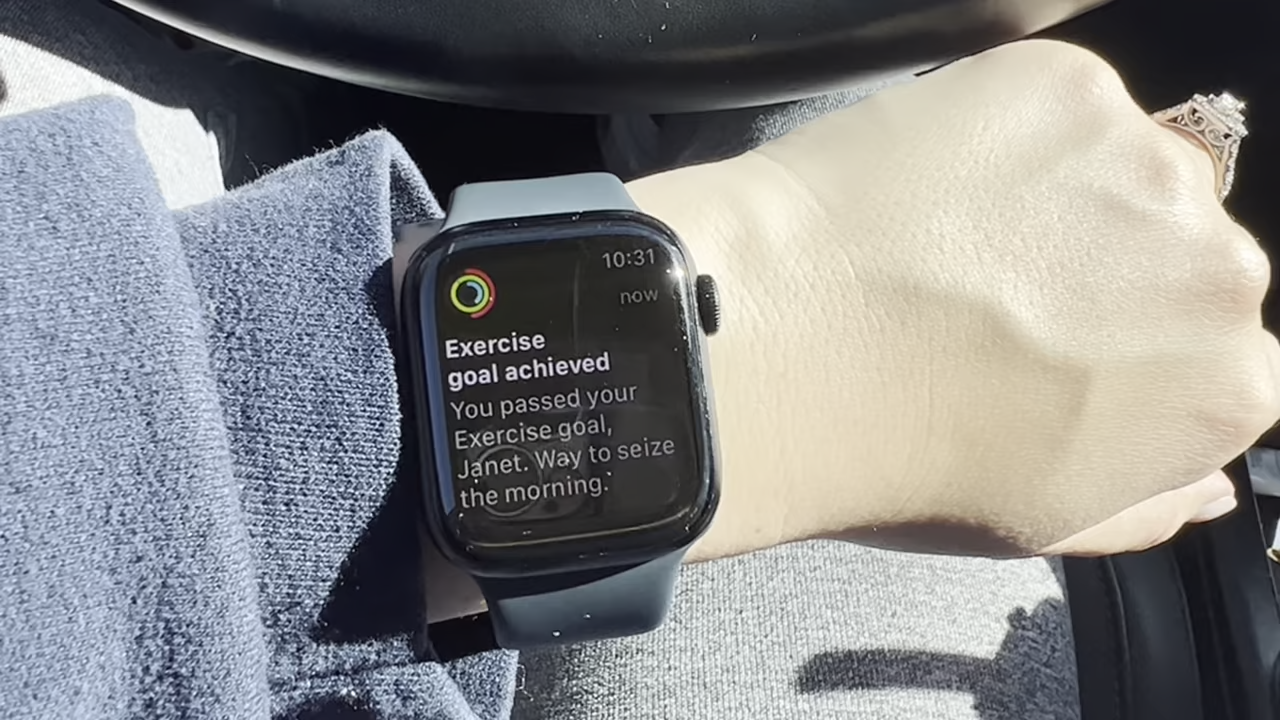 10:31
now
Exercise
goal achieved
You passed your
Exercise goal,
Janet. Way to seize
the morning.